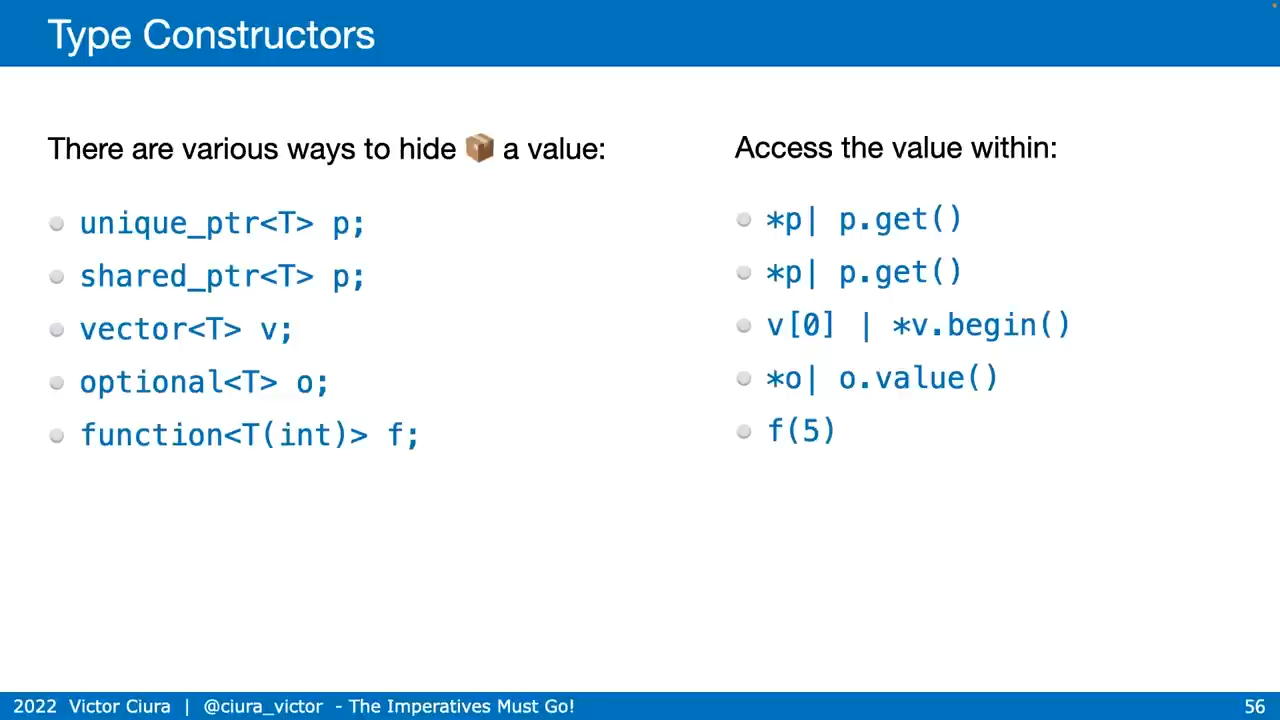 Type Constructors
There are various ways to hide 📦 a value:
unique_ptr<T> p;
shared_ptr<T> p;
vector<T> v;
optional<T> o;
function<T(int)> f;
Access the value within:
*p| p.get()
*p| p.get()
v[0] | *v.begin()
*o| o.value()
f(5)
2022 Victor Ciura | @ciura_victor - The Imperatives Must Go!
56